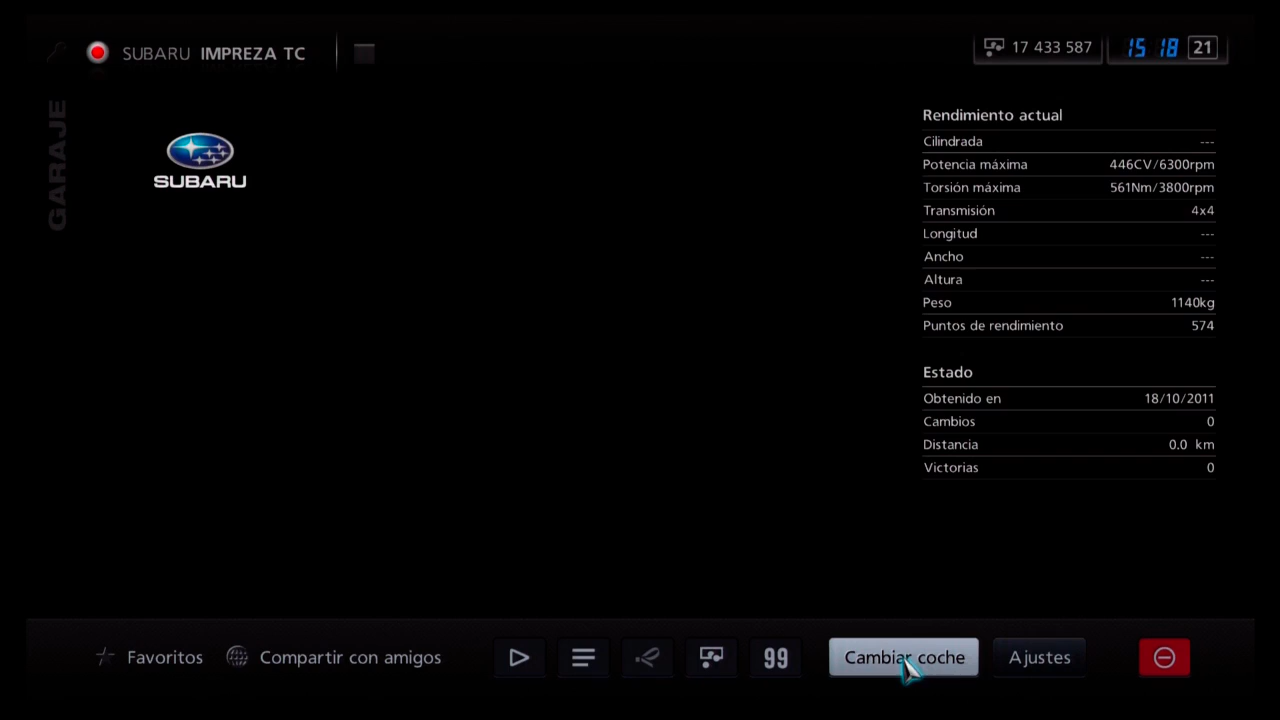 SUBARU IMPREZA TC
17 433 587
15 18 21
GARAJE
SUBARU
Rendimiento actual
Cilindrada ---
Potencia máxima 446CV/6300rpm
Torsión máxima 561Nm/3800rpm
Transmisión 4x4
Longitud ---
Ancho ---
Altura ---
Peso 1140kg
Puntos de rendimiento 574
Estado
Obtenido en 18/10/2011
Cambios 0
Distancia 0.0 km
Victorias 0
Favoritos
Compartir con amigos
99
Cambiar coche
Ajustes